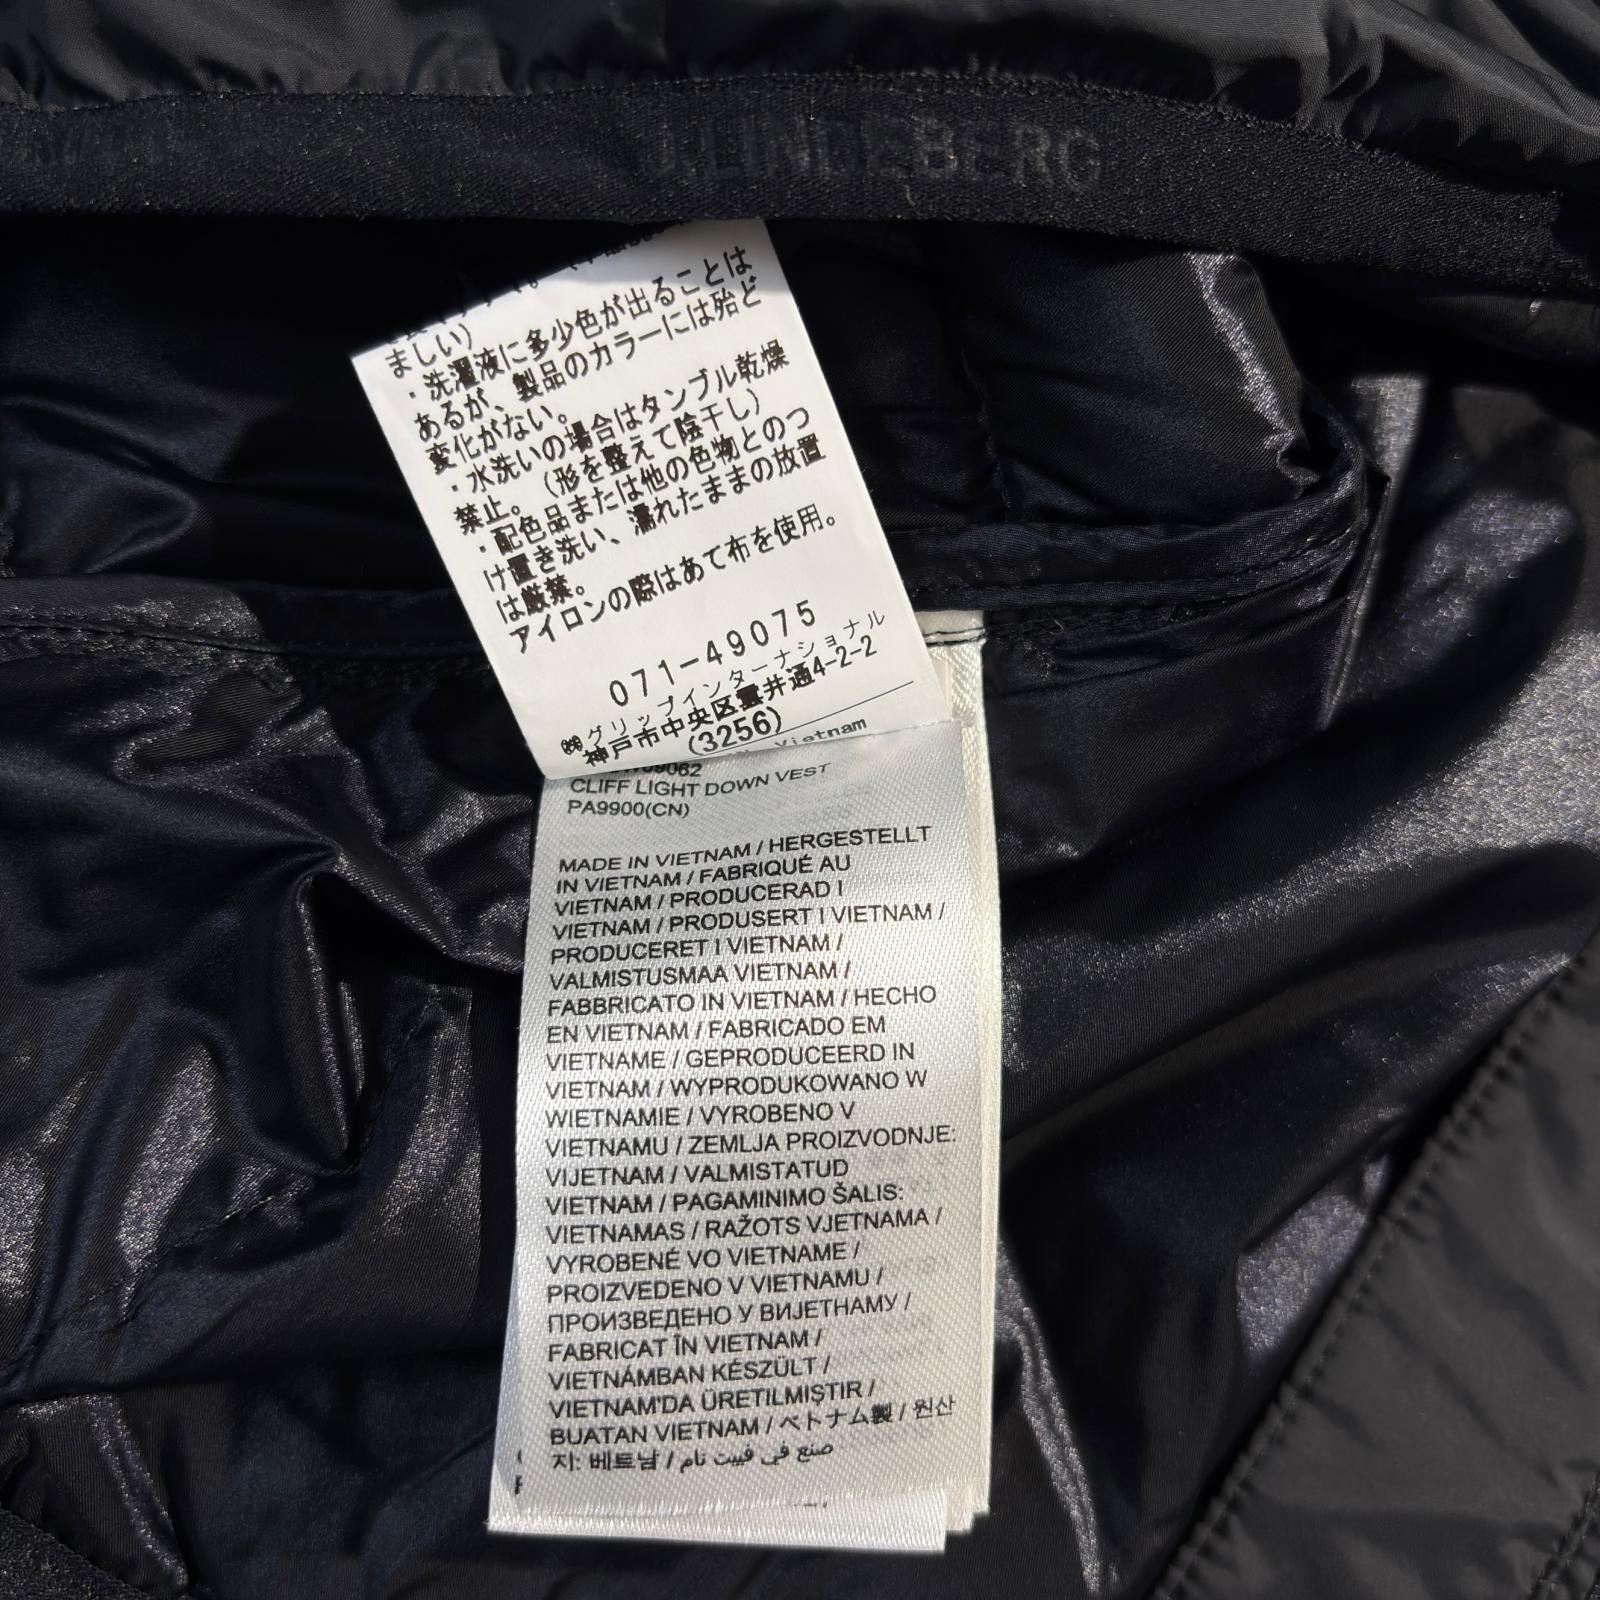 J.LINDEBERG
ましい)
・洗濯液に多少色が出ることは
あるが、製品のカラーには殆ど
変化がない。
・水洗いの場合はタンブル乾燥
禁止。(形を整えて陰干し)
・配色品または他の色物とのつ
け置き洗い、濡れたままの放置
は厳禁。
アイロンの際はあて布を使用。
071-49075
㈱グリップインターナショナル
神戸市中央区雲井通4-2-2
(3256)
Vietnam
09062
CLIFF LIGHT DOWN VEST
PA9900(CN)
MADE IN VIETNAM / HERGESTELLT
IN VIETNAM / FABRIQUÉ AU
VIETNAM / PRODUCERAD I
VIETNAM / PRODUSERT I VIETNAM /
PRODUCERET I VIETNAM /
VALMISTUSMAA VIETNAM /
FABBRICATO IN VIETNAM / HECHO
EN VIETNAM / FABRICADO EM
VIETNAME / GEPRODUCEERD IN
VIETNAM / WYPRODUKOWANO W
WIETNAMIE / VYROBENO V
VIETNAMU / ZEMLJA PROIZVODNJE:
VIJETNAM / VALMISTATUD
VIETNAM / PAGAMINIMO ŠALIS:
VIETNAMAS / RAŽOTS VJETNAMA /
VYROBENÉ VO VIETNAME /
PROIZVEDENO V VIETNAMU /
ПРОИЗВЕДЕНО У ВИЈЕТНАМУ /
FABRICAT ÎN VIETNAM /
VIETNÁMBAN KÉSZÜLT /
VIETNAM'DA ÜRETILMIŞTIR /
BUATAN VIETNAM / ベトナム製 / 원산
지: 베트남 / صنع في فييت نام